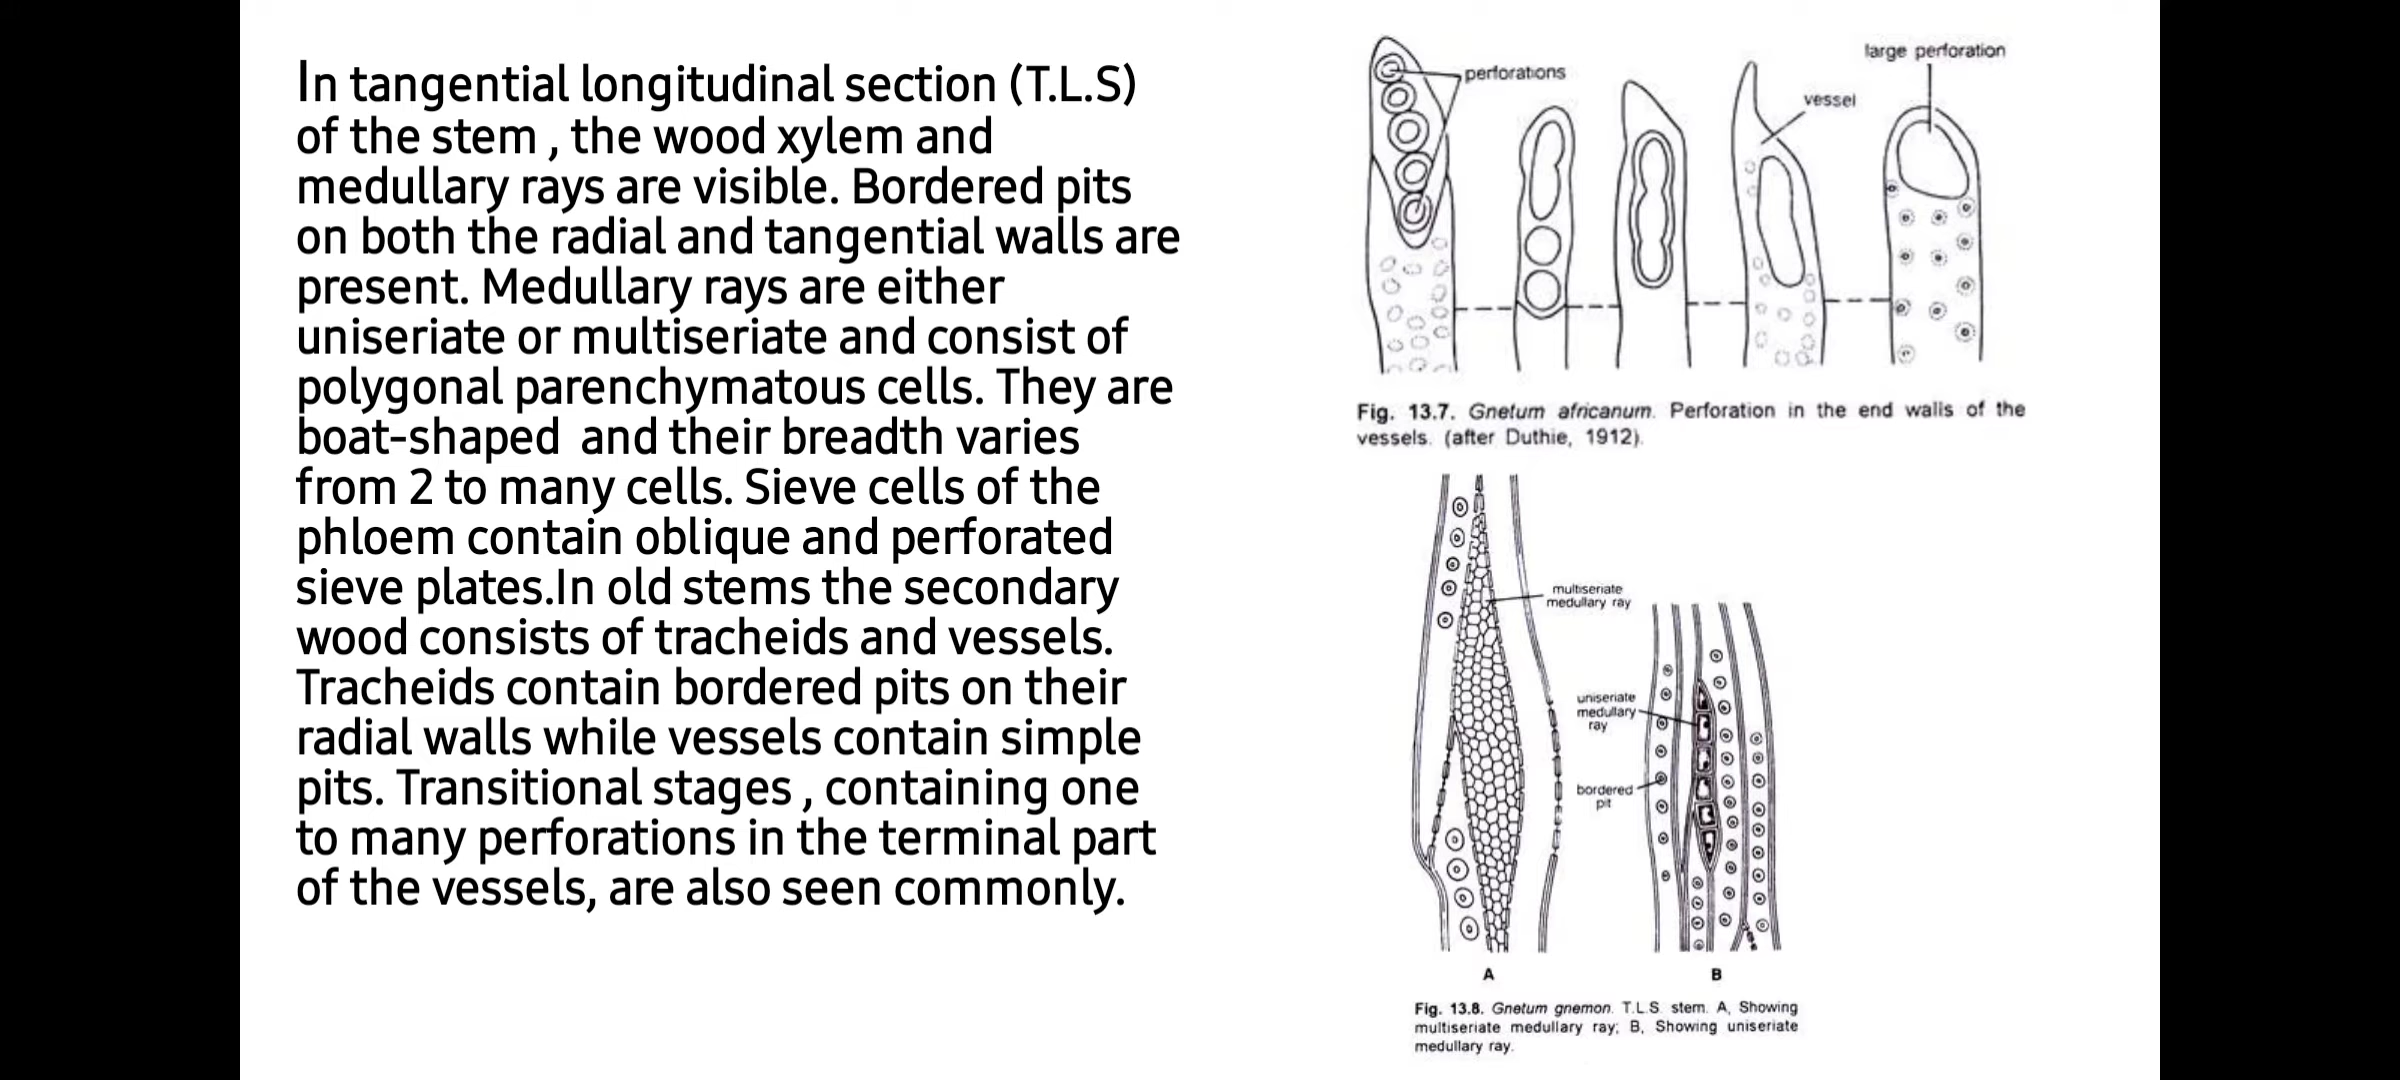 In tangential longitudinal section (T.L.S)
of the stem , the wood xylem and
medullary rays are visible. Bordered pits
on both the radial and tangential walls are
present. Medullary rays are either
uniseriate or multiseriate and consist of
polygonal parenchymatous cells. They are
boat-shaped  and their breadth varies
from 2 to many cells. Sieve cells of the
phloem contain oblique and perforated
sieve plates.In old stems the secondary
wood consists of tracheids and vessels.
Tracheids contain bordered pits on their
radial walls while vessels contain simple
pits. Transitional stages , containing one
to many perforations in the terminal part
of the vessels, are also seen commonly.
perforations
vessel
large perforation
Fig. 13.7. Gnetum africanum. Perforation in the end walls of the
vessels. (after Duthie, 1912).
multiseriate
medullary ray
uniseriate
medullary
ray
bordered
pit
A
B
Fig. 13.8. Gnetum gnemon. T.L.S. stem. A, Showing
multiseriate medullary ray; B, Showing uniseriate
medullary ray.